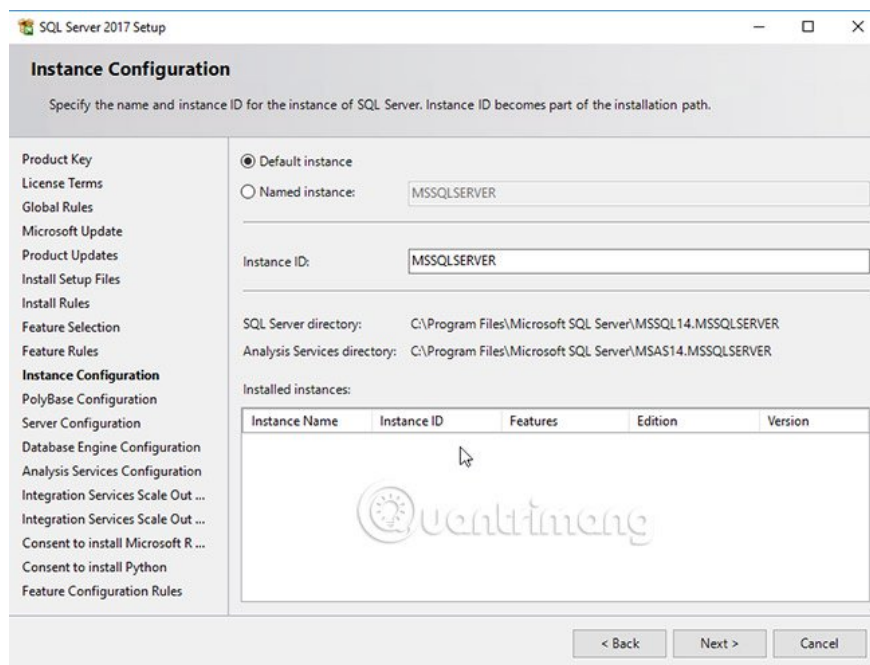 SQL Server 2017 Setup
Instance Configuration
Specify the name and instance ID for the instance of SQL Server. Instance ID becomes part of the installation path.
Product Key
License Terms
Global Rules
Microsoft Update
Product Updates
Install Setup Files
Install Rules
Feature Selection
Feature Rules
Instance Configuration
PolyBase Configuration
Server Configuration
Database Engine Configuration
Analysis Services Configuration
Integration Services Scale Out ...
Integration Services Scale Out ...
Consent to install Microsoft R ...
Consent to install Python
Feature Configuration Rules
Default instance
Named instance: MSSQLSERVER
Instance ID: MSSQLSERVER
SQL Server directory: C:\Program Files\Microsoft SQL Server\MSSQL14.MSSQLSERVER
Analysis Services directory: C:\Program Files\Microsoft SQL Server\MSAS14.MSSQLSERVER
Installed instances:
Instance Name Instance ID Features Edition Version
Quantrimang
< Back Next > Cancel